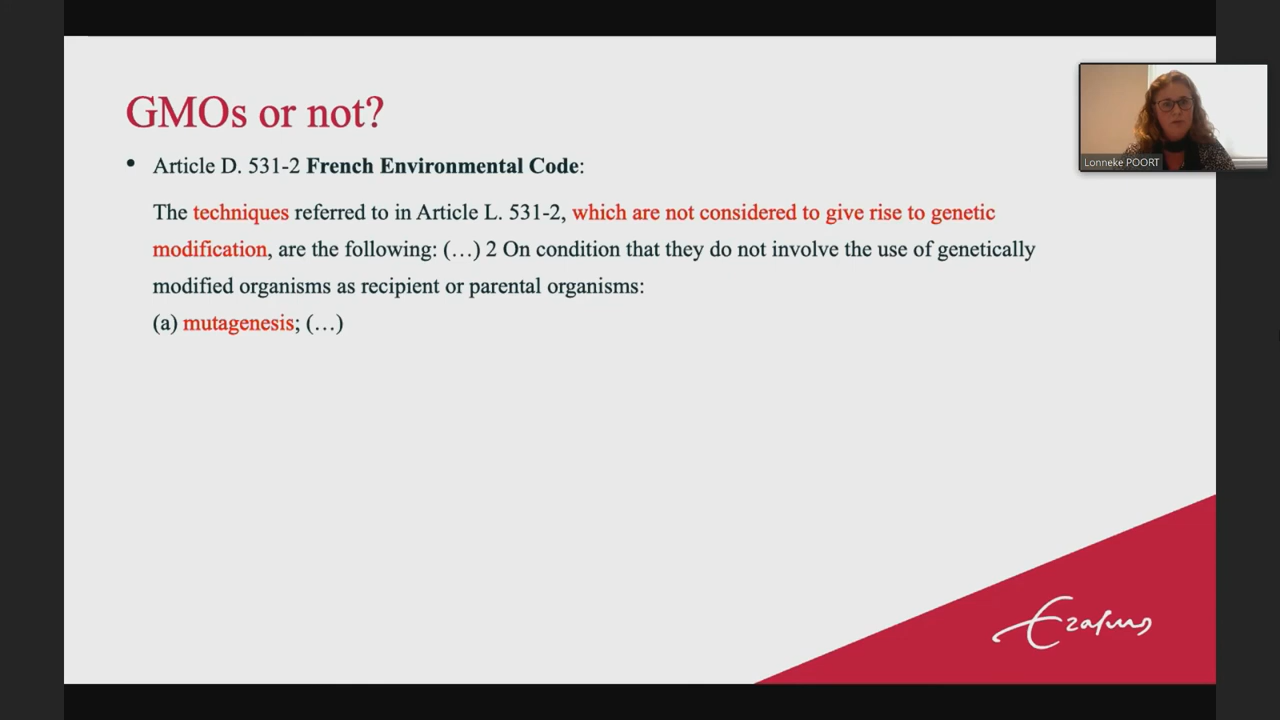 GMOs or not?
• Article D. 531-2 French Environmental Code:
The techniques referred to in Article L. 531-2, which are not considered to give rise to genetic
modification, are the following: (…) 2 On condition that they do not involve the use of genetically
modified organisms as recipient or parental organisms:
(a) mutagenesis; (…)
Lonneke POORT
Erasmus